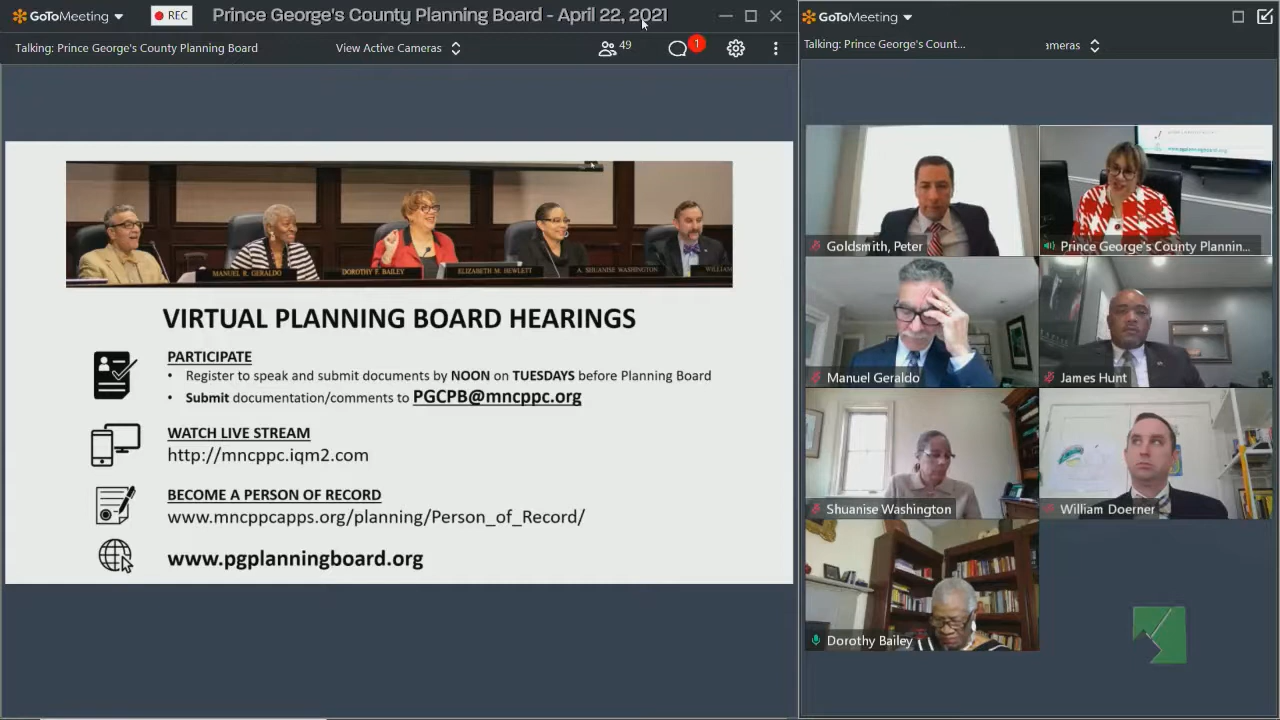 GoToMeeting
REC
Prince George's County Planning Board - April 22, 2021
Talking: Prince George's County Planning Board
View Active Cameras
49
1
MANUEL R. GERALDO
DOROTHY F. BAILEY
ELIZABETH M. HEWLETT
A. SHUANISE WASHINGTON
WILLIAM
VIRTUAL PLANNING BOARD HEARINGS
PARTICIPATE
• Register to speak and submit documents by NOON on TUESDAYS before Planning Board
• Submit documentation/comments to PGCPB@mncppc.org
WATCH LIVE STREAM
http://mncppc.iqm2.com
BECOME A PERSON OF RECORD
www.mncppcapps.org/planning/Person_of_Record/
www.pgplanningboard.org
GoToMeeting
Talking: Prince George's Count...
ameras
Goldsmith, Peter
Prince George's County Plannin...
Manuel Geraldo
James Hunt
Shuanise Washington
William Doerner
Dorothy Bailey